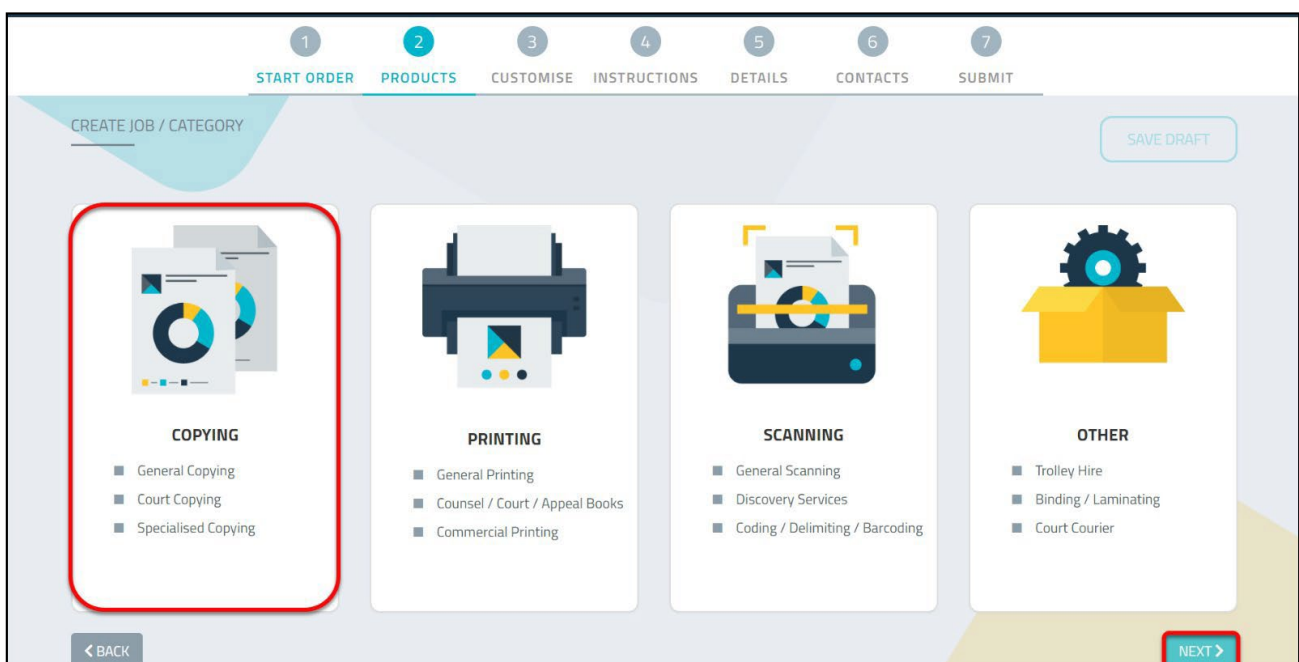 1 2 3 4 5 6 7
START ORDER PRODUCTS CUSTOMISE INSTRUCTIONS DETAILS CONTACTS SUBMIT
CREATE JOB / CATEGORY
SAVE DRAFT
COPYING
General Copying
Court Copying
Specialised Copying
PRINTING
General Printing
Counsel / Court / Appeal Books
Commercial Printing
SCANNING
General Scanning
Discovery Services
Coding / Delimiting / Barcoding
OTHER
Trolley Hire
Binding / Laminating
Court Courier
BACK
NEXT